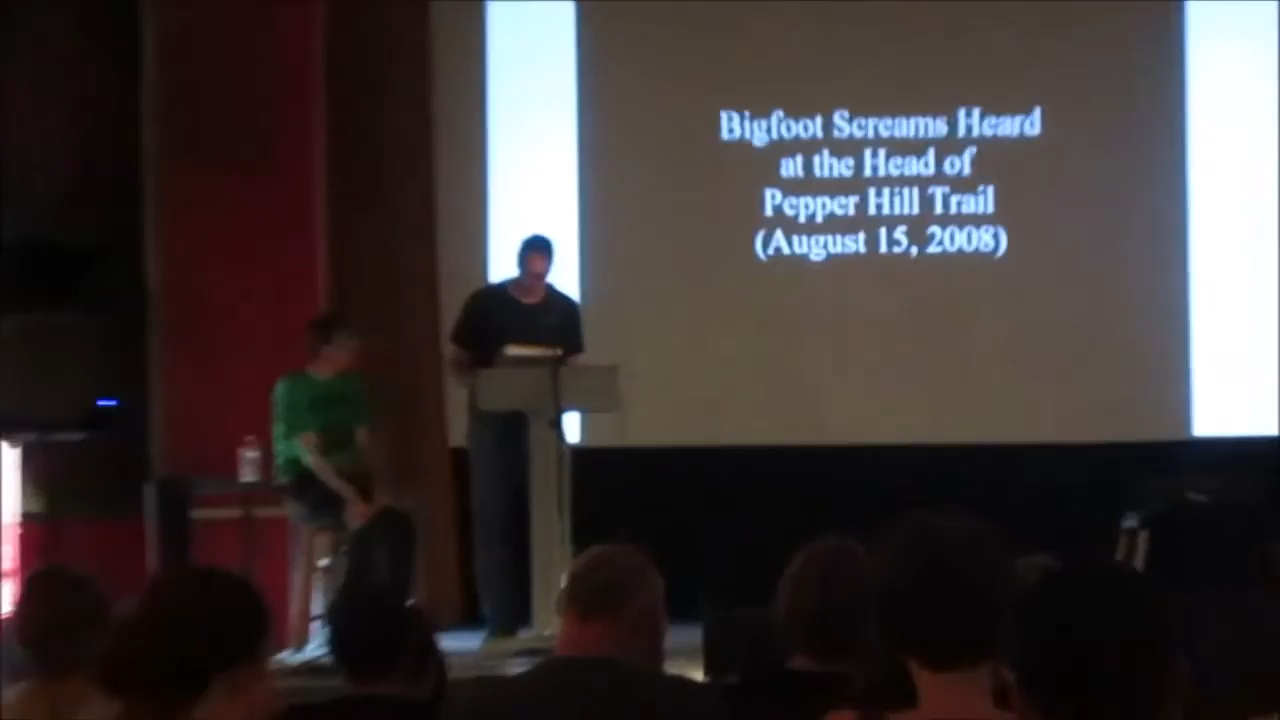 Bigfoot Screams Heard
at the Head of
Pepper Hill Trail
(August 15, 2008)